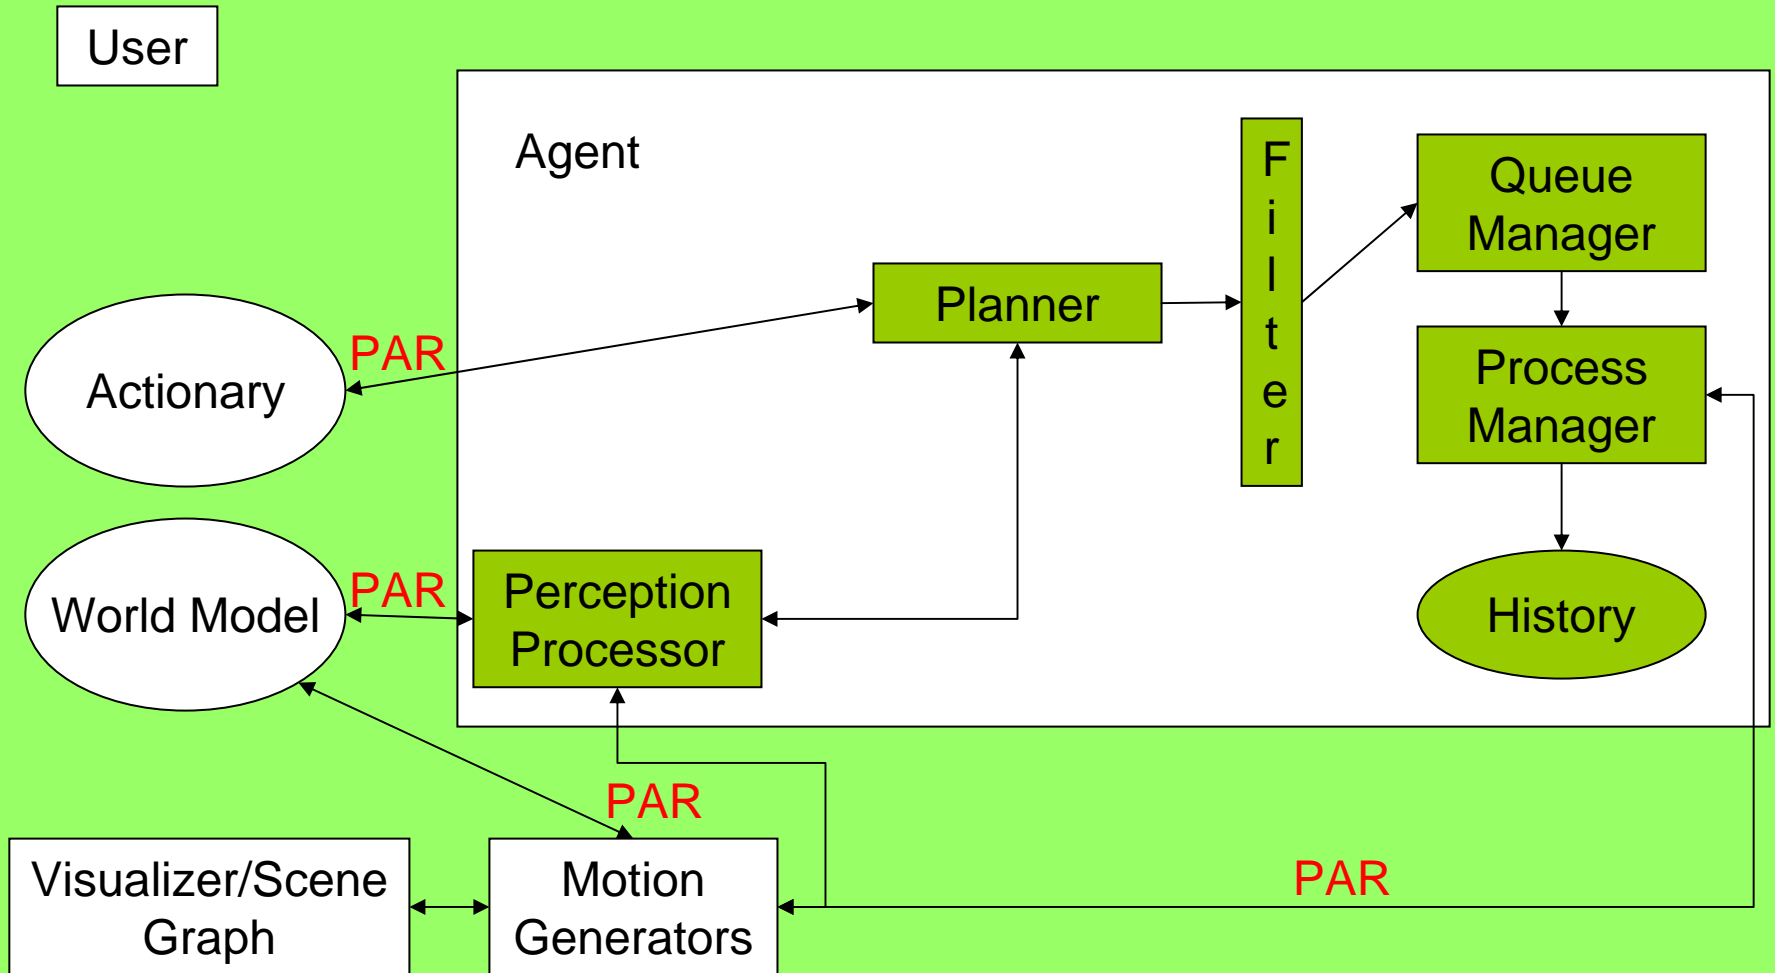 User
Agent
F
i
l
t
e
r
Queue
Manager
Planner
PAR
Actionary
Process
Manager
PAR
World Model
Perception
Processor
History
PAR
PAR
Visualizer/Scene
Graph
Motion
Generators